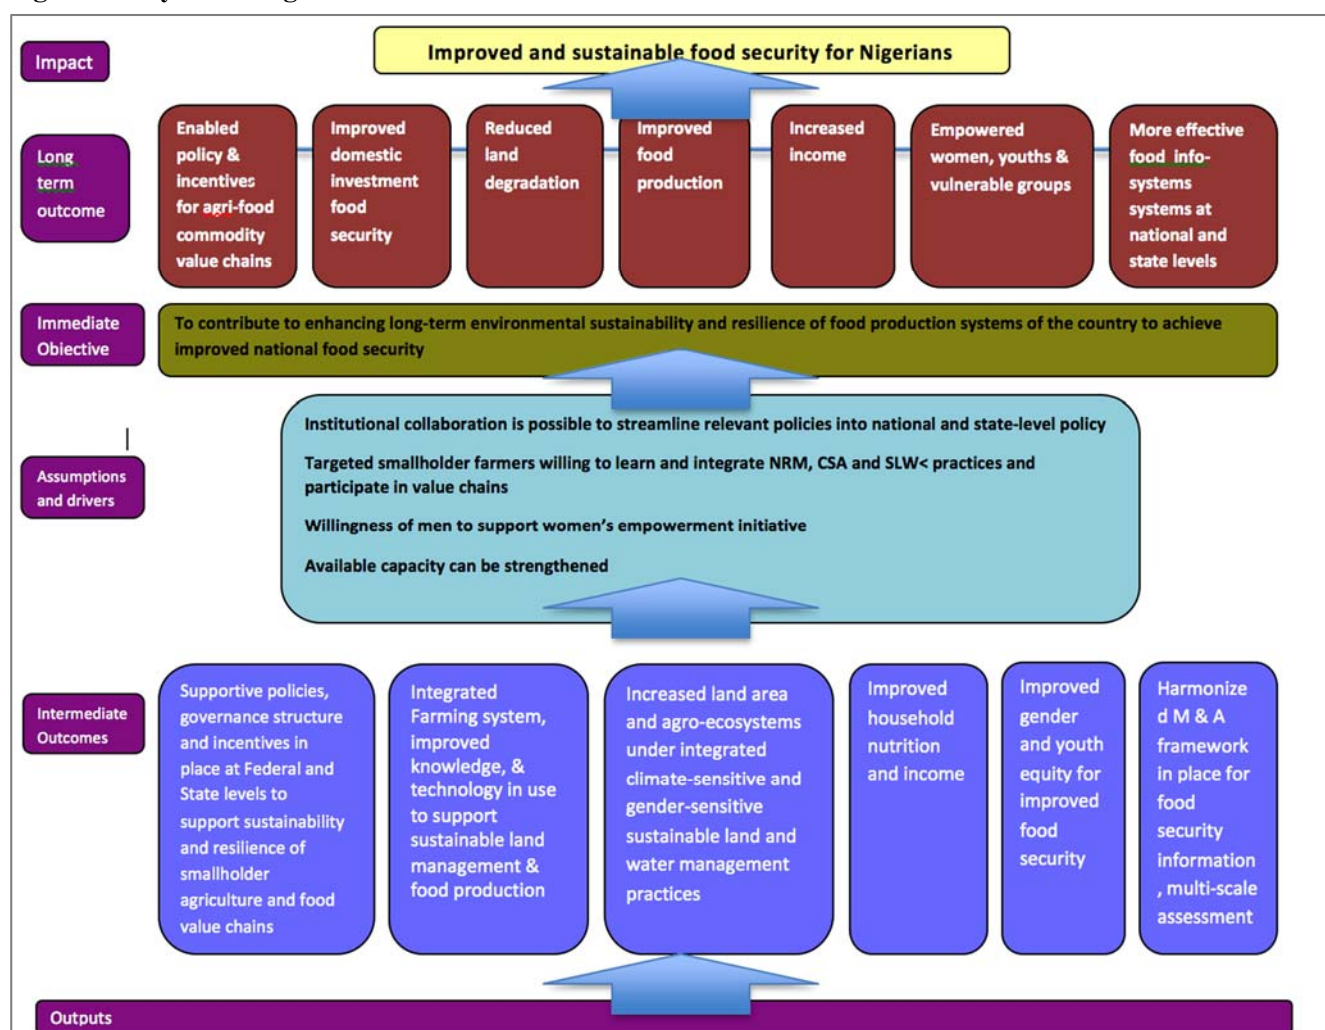 Impact
Improved and sustainable food security for Nigerians
Long
term
outcome
Enabled
policy &
incentives
for agri-food
commodity
value chains
Improved
domestic
investment
food
security
Reduced
land
degradation
Improved
food
production
Increased
income
Empowered
women, youths &
vulnerable groups
More effective
food info-
systems
systems at
national and
state levels
Immediate
Objective
To contribute to enhancing long-term environmental sustainability and resilience of food production systems of the country to achieve
improved national food security
Assumptions
and drivers
Institutional collaboration is possible to streamline relevant policies into national and state-level policy
Targeted smallholder farmers willing to learn and integrate NRM, CSA and SLW< practices and
participate in value chains
Willingness of men to support women's empowerment initiative
Available capacity can be strengthened
Intermediate
Outcomes
Supportive policies,
governance structure
and incentives in
place at Federal and
State levels to
support sustainability
and resilience of
smallholder
agriculture and food
value chains
Integrated
Farming system,
improved
knowledge, &
technology in use
to support
sustainable land
management &
food production
Increased land area
and agro-ecosystems
under integrated
climate-sensitive and
gender-sensitive
sustainable land and
water management
practices
Improved
household
nutrition
and income
Improved
gender
and youth
equity for
improved
food
security
Harmonize
d M & A
framework
in place for
food
security
information
, multi-scale
assessment
Outputs